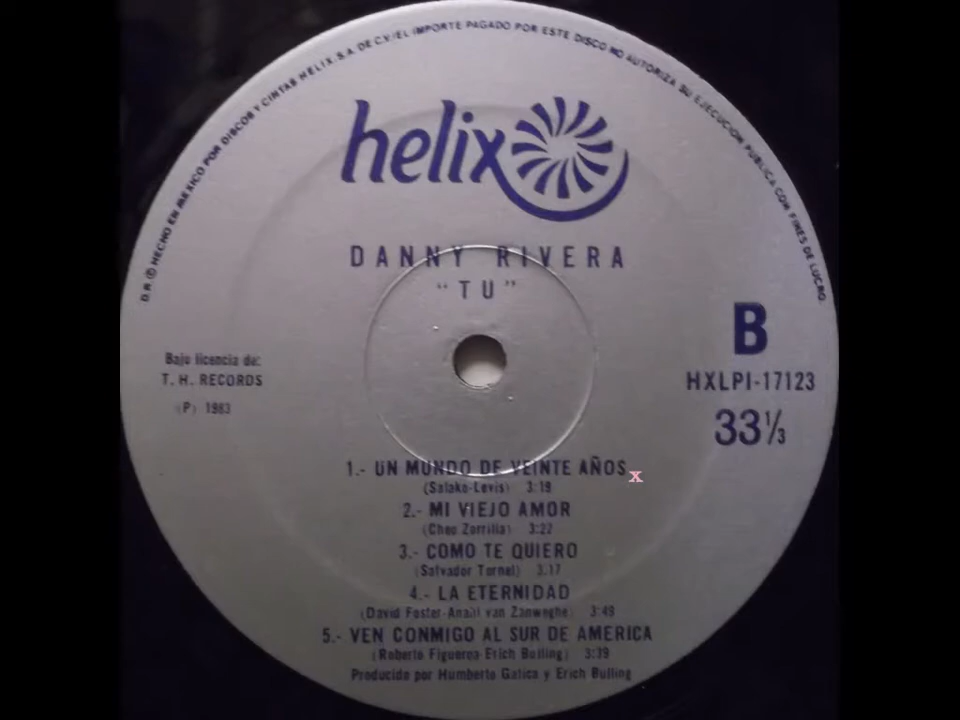 D.R. Ⓟ HECHO EN MEXICO POR DISCOS Y CINTAS HELIX, S.A. DE C.V./EL IMPORTE PAGADO POR ESTE DISCO NO AUTORIZA SU EJECUCION PUBLICA CON FINES DE LUCRO.
helix
DANNY RIVERA
"TU"
B
Bajo licencia de:
T. H. RECORDS
(P) 1983
HXLPI-17123
33⅓
1.- UN MUNDO DE VEINTE AÑOS
x
(Salako-Levis) 3:19
2.- MI VIEJO AMOR
(Cheo Zorrilla) 3:22
3.- COMO TE QUIERO
(Salvador Tornel) 3.17
4.- LA ETERNIDAD
(David Foster-Anaitl van Zanweghe) 3:49
5.- VEN CONMIGO AL SUR DE AMERICA
(Roberto Figueroa-Erich Bulling) 3:39
Producido por Humberto Gatica y Erich Bulling